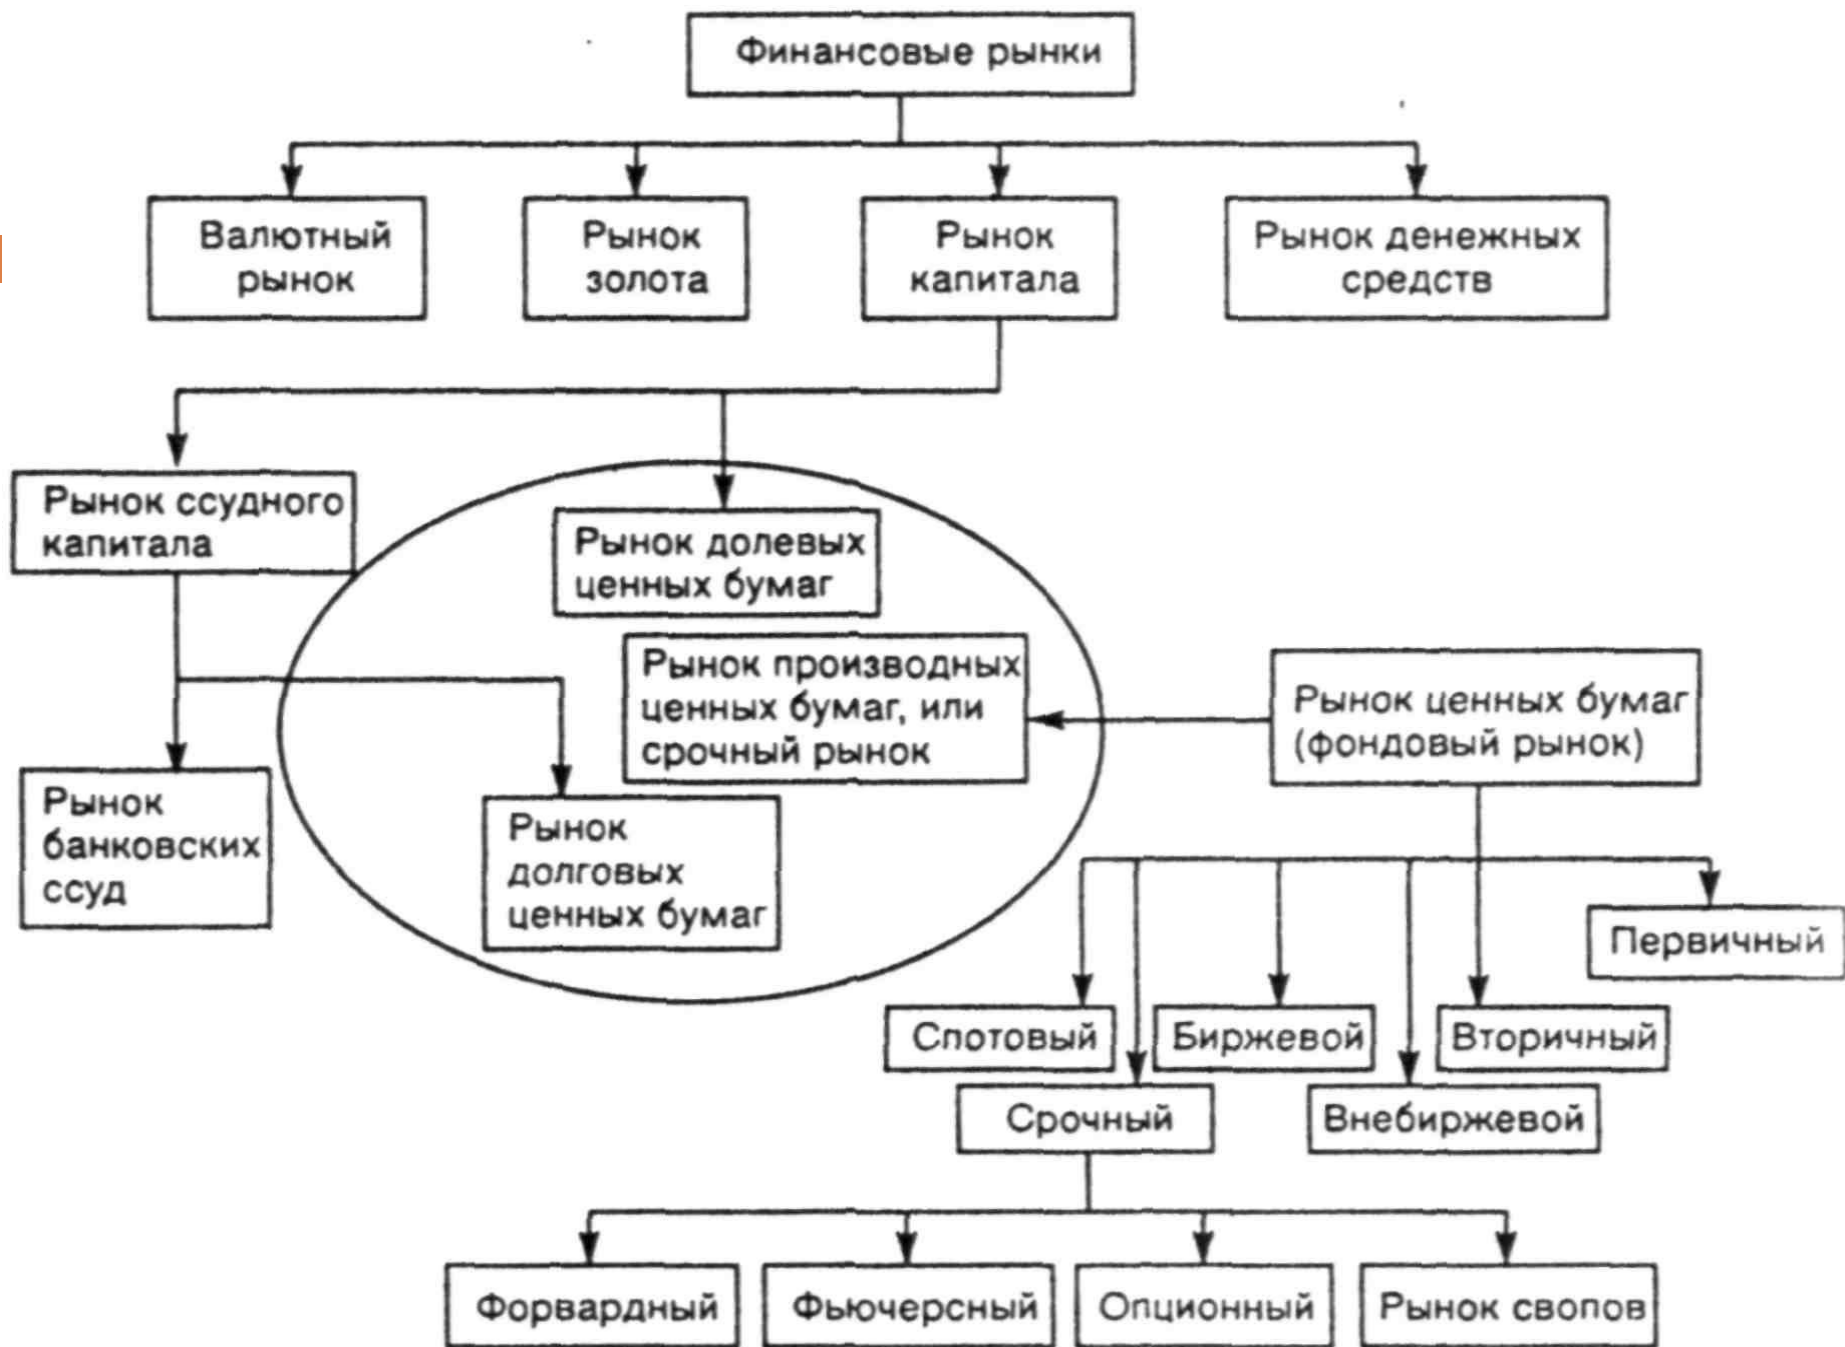 Финансовые рынки
Валютный
рынок
Рынок
золота
Рынок
капитала
Рынок денежных
средств
Рынок ссудного
капитала
Рынок долевых
ценных бумаг
Рынок производных
ценных бумаг, или
срочный рынок
Рынок ценных бумаг
(фондовый рынок)
Рынок
банковских
ссуд
Рынок
долговых
ценных бумаг
Первичный
Спотовый
Биржевой
Вторичный
Срочный
Внебиржевой
Форвардный
Фьючерсный
Опционный
Рынок свопов